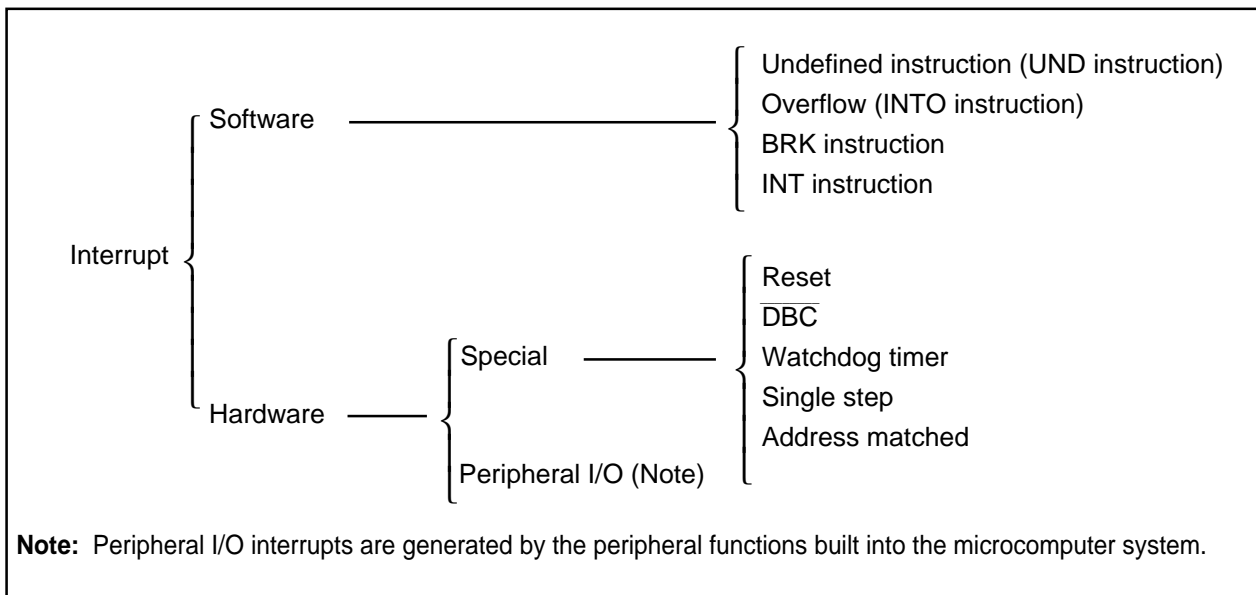 Undefined instruction (UND instruction)
Software
Overflow (INTO instruction)
BRK instruction
INT instruction
Interrupt
Reset
D̅B̅C̅
Special
Watchdog timer
Single step
Hardware
Address matched
Peripheral I/O (Note)
Note: Peripheral I/O interrupts are generated by the peripheral functions built into the microcomputer system.